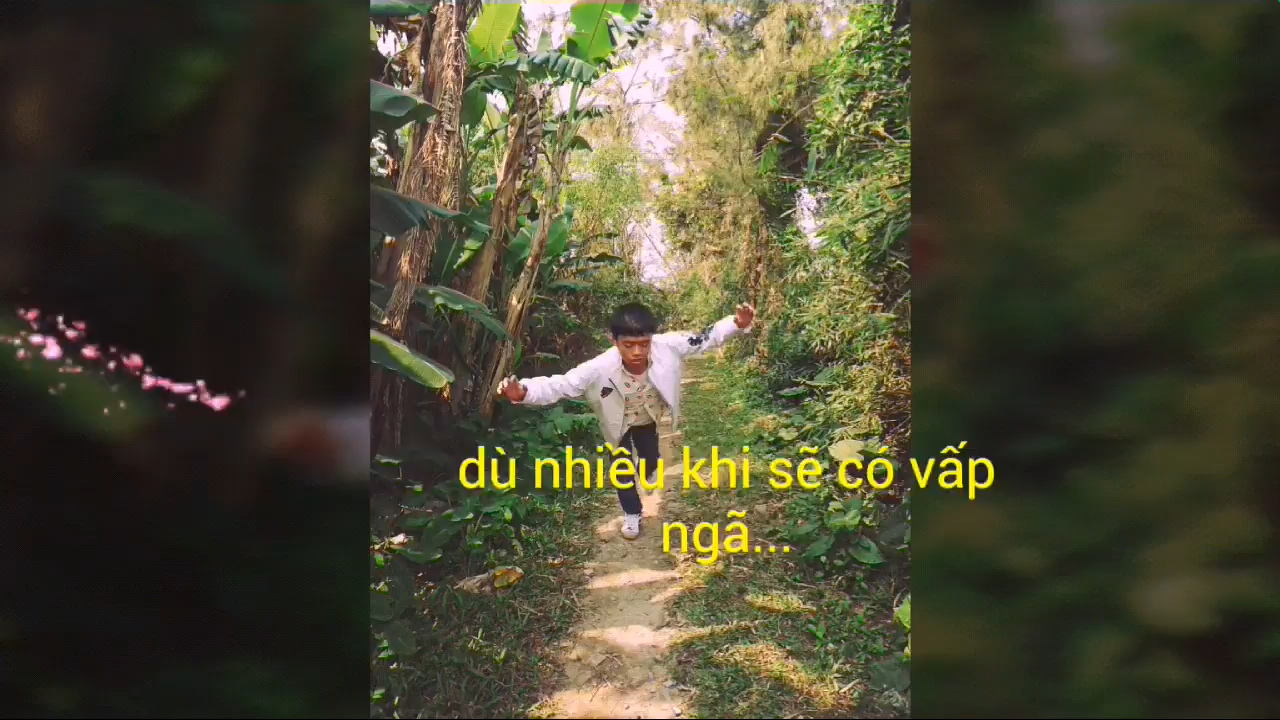 dù nhiều khi sẽ có vấp
ngã...